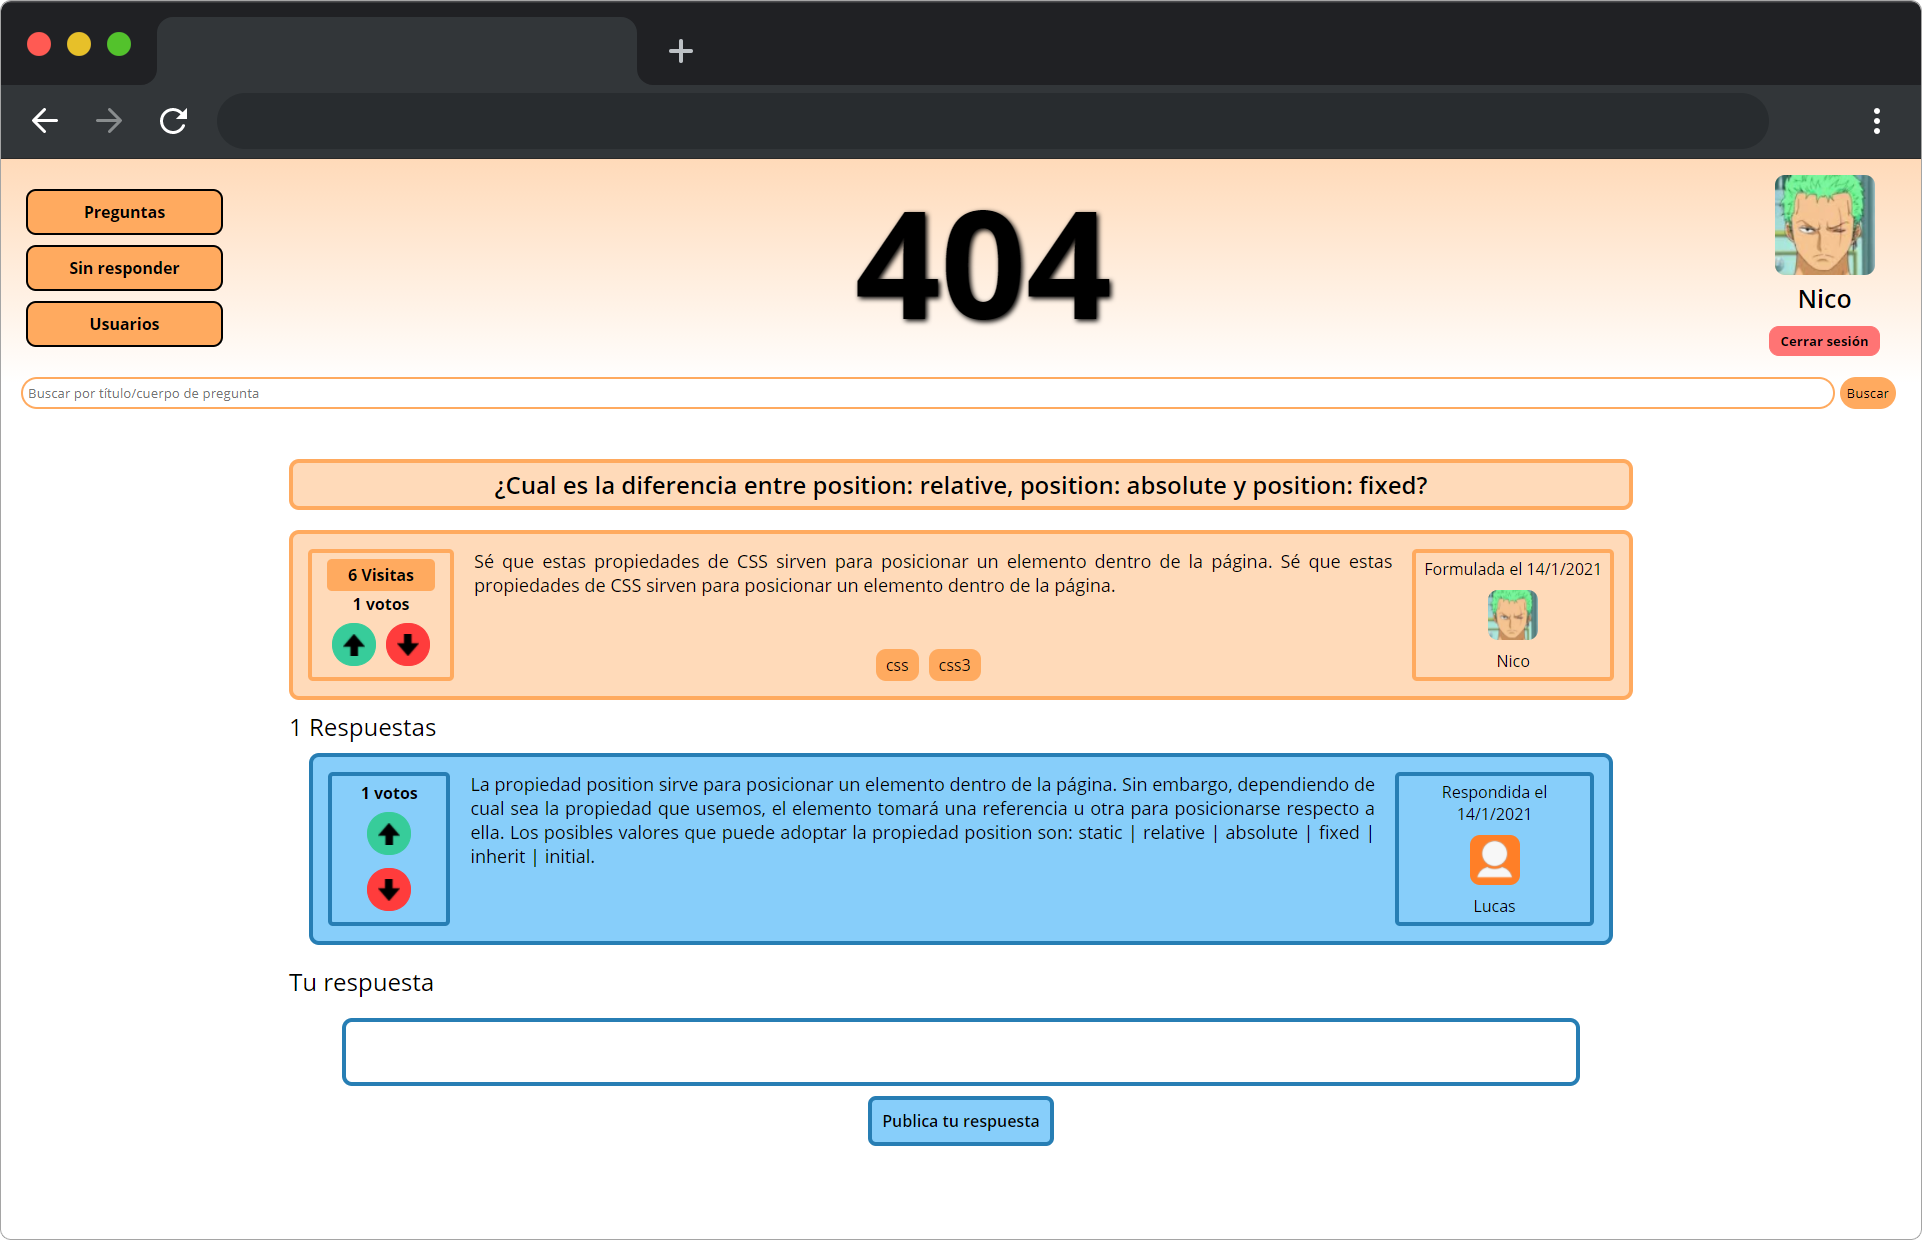 Preguntas
Sin responder
Usuarios
404
Nico
Cerrar sesión
Buscar por título/cuerpo de pregunta
Buscar
¿Cual es la diferencia entre position: relative, position: absolute y position: fixed?
6 Visitas
1 votos
Sé que estas propiedades de CSS sirven para posicionar un elemento dentro de la página. Sé que estas
propiedades de CSS sirven para posicionar un elemento dentro de la página.
css
css3
Formulada el 14/1/2021
Nico
1 Respuestas
1 votos
La propiedad position sirve para posicionar un elemento dentro de la página. Sin embargo, dependiendo de
cual sea la propiedad que usemos, el elemento tomará una referencia u otra para posicionarse respecto a
ella. Los posibles valores que puede adoptar la propiedad position son: static | relative | absolute | fixed |
inherit | initial.
Respondida el
14/1/2021
Lucas
Tu respuesta
Publica tu respuesta